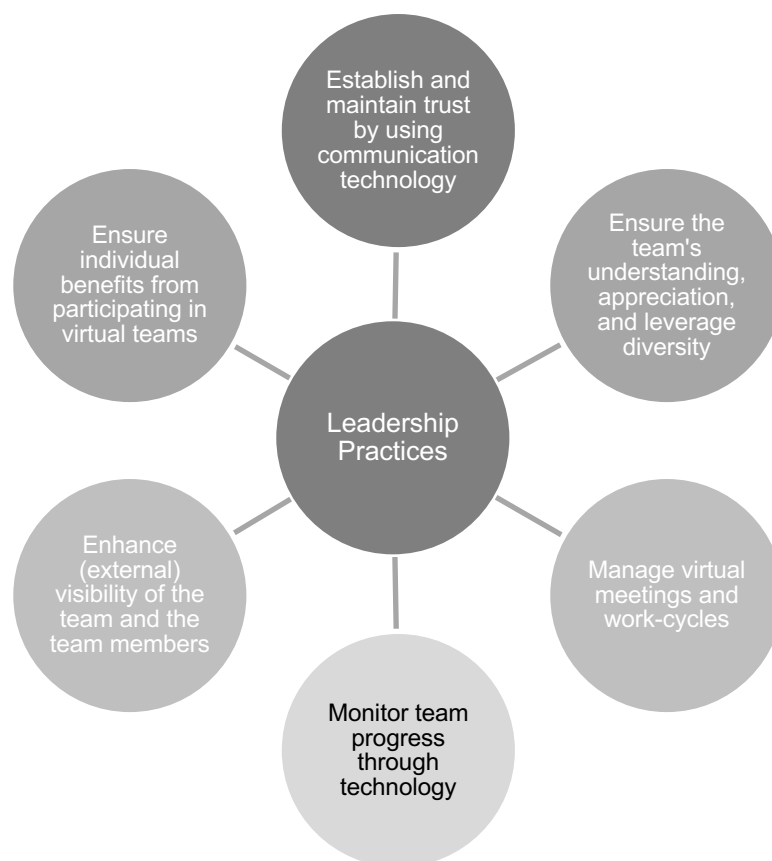 Establish and
maintain trust
by using
communication
technology
Ensure
individual
benefits from
participating in
virtual teams
Ensure the
team's
understanding,
appreciation,
and leverage
diversity
Leadership
Practices
Enhance
(external)
visibility of the
team and the
team members
Manage virtual
meetings and
work-cycles
Monitor team
progress
through
technology